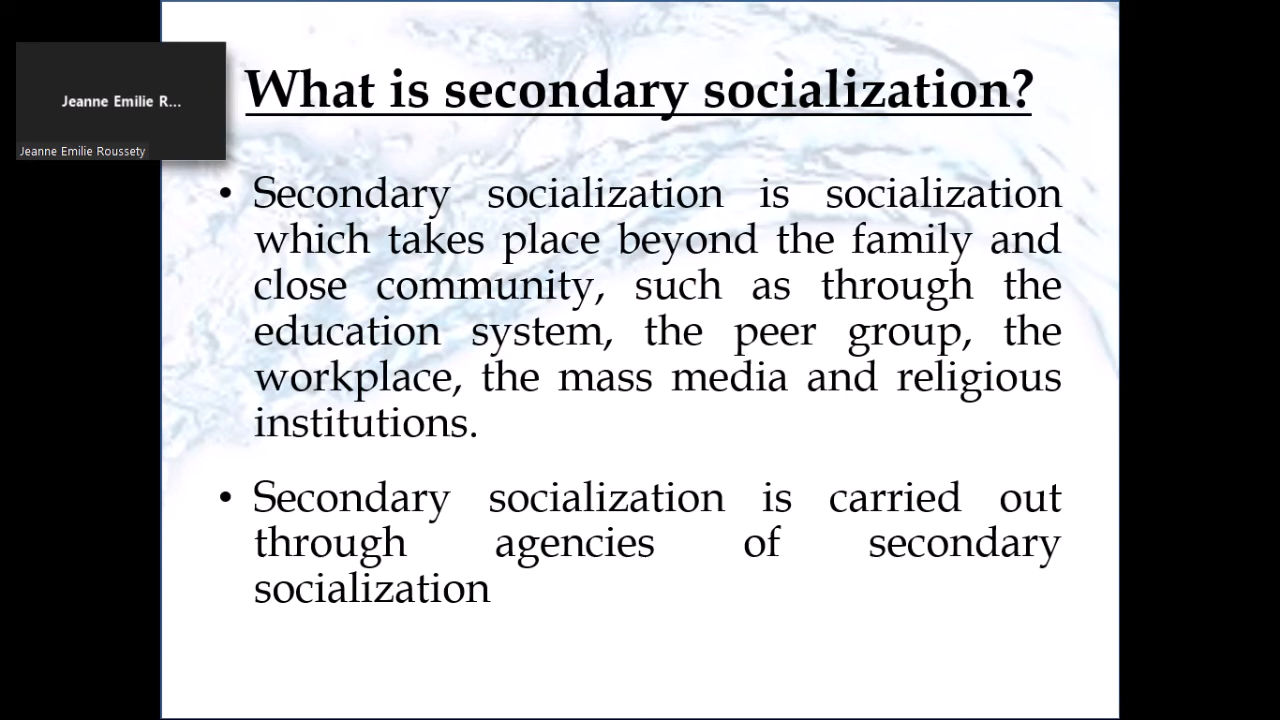 Jeanne Emilie R...
Jeanne Emilie Roussety
What is secondary socialization?
• Secondary socialization is socialization
which takes place beyond the family and
close community, such as through the
education system, the peer group, the
workplace, the mass media and religious
institutions.
• Secondary socialization is carried out
through agencies of secondary
socialization